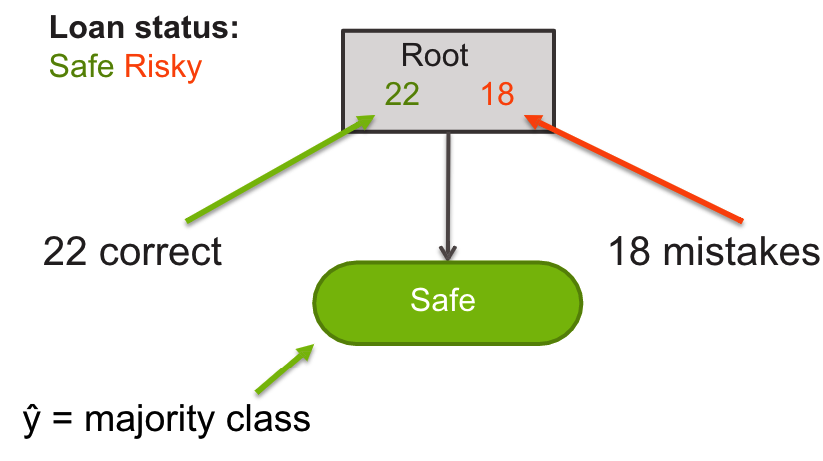 Loan status:
Safe Risky
Root
22 18
22 correct
18 mistakes
Safe
ŷ = majority class